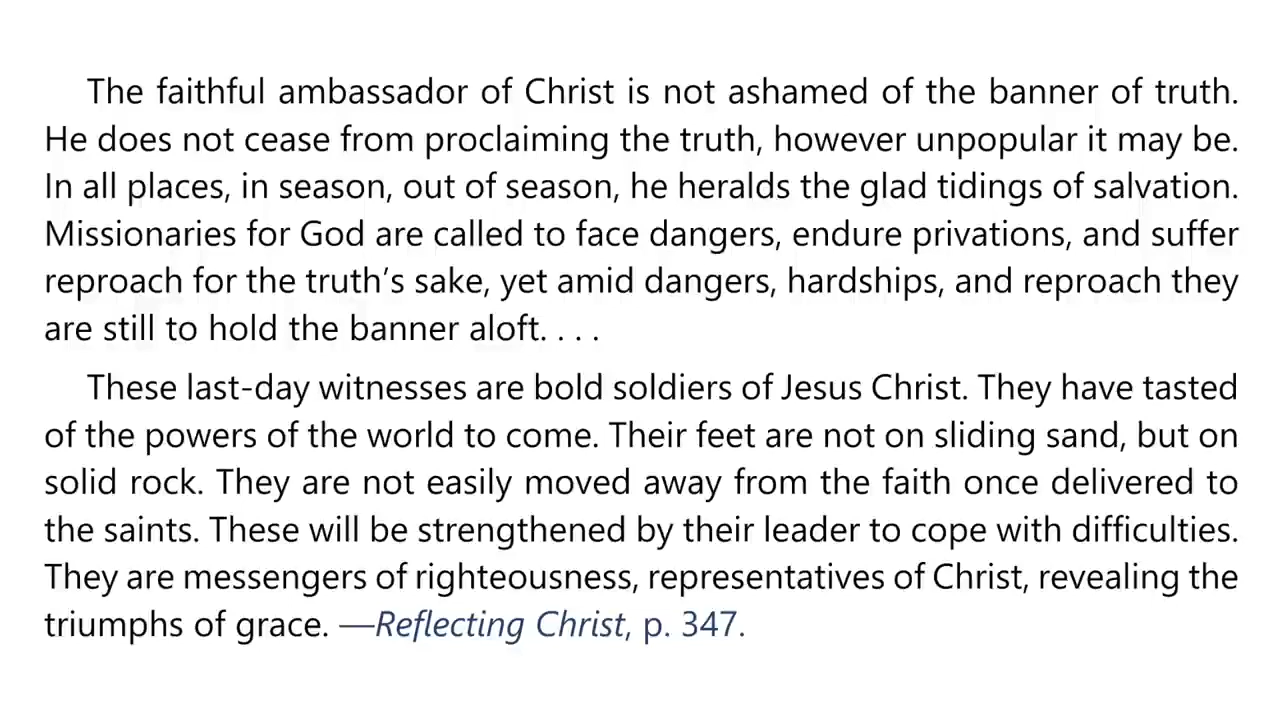 The faithful ambassador of Christ is not ashamed of the banner of truth.
He does not cease from proclaiming the truth, however unpopular it may be.
In all places, in season, out of season, he heralds the glad tidings of salvation.
Missionaries for God are called to face dangers, endure privations, and suffer
reproach for the truth’s sake, yet amid dangers, hardships, and reproach they
are still to hold the banner aloft. . . .
These last-day witnesses are bold soldiers of Jesus Christ. They have tasted
of the powers of the world to come. Their feet are not on sliding sand, but on
solid rock. They are not easily moved away from the faith once delivered to
the saints. These will be strengthened by their leader to cope with difficulties.
They are messengers of righteousness, representatives of Christ, revealing the
triumphs of grace. —Reflecting Christ, p. 347.